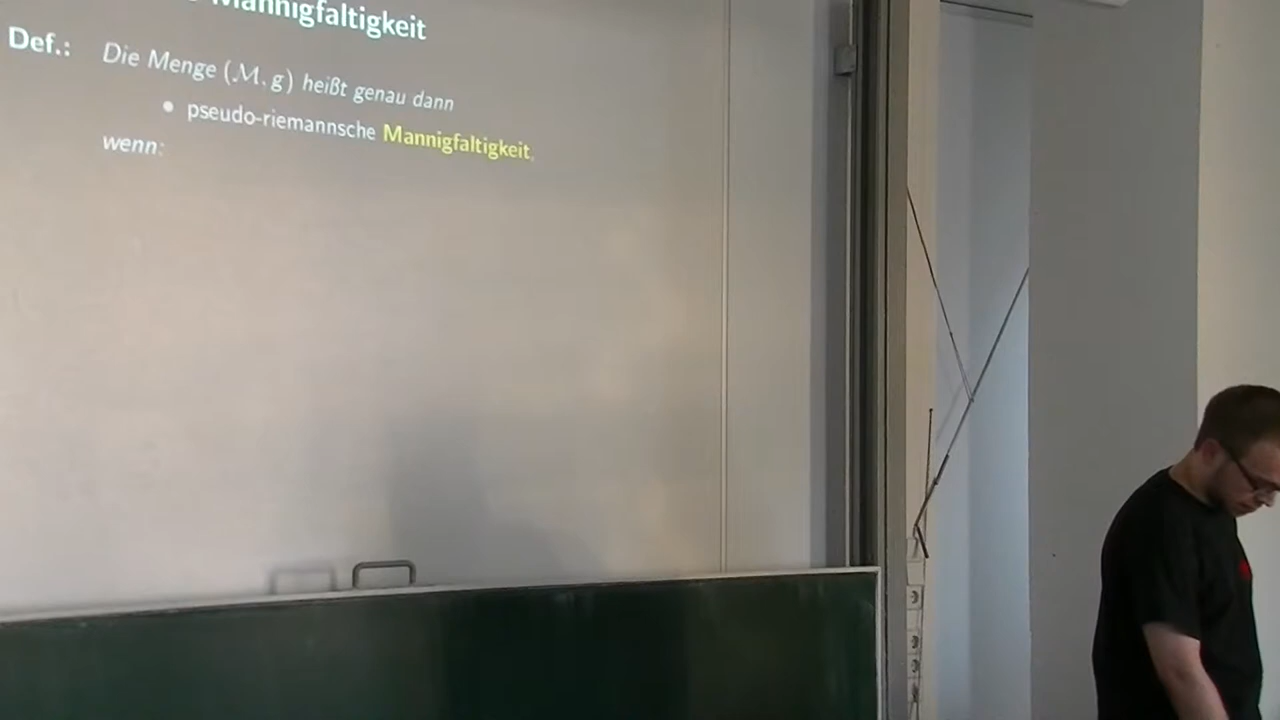 Mannigfaltigkeit
Def.: Die Menge (M, g) heißt genau dann
• pseudo-riemannsche Mannigfaltigkeit,
wenn: